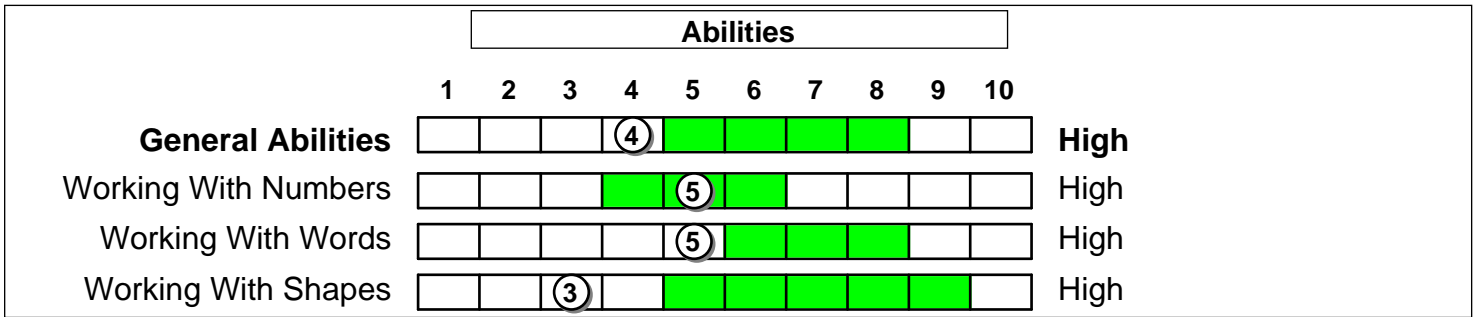 Abilities
1 2 3 4 5 6 7 8 9 10
General Abilities 4 High
Working With Numbers 5 High
Working With Words 5 High
Working With Shapes 3 High